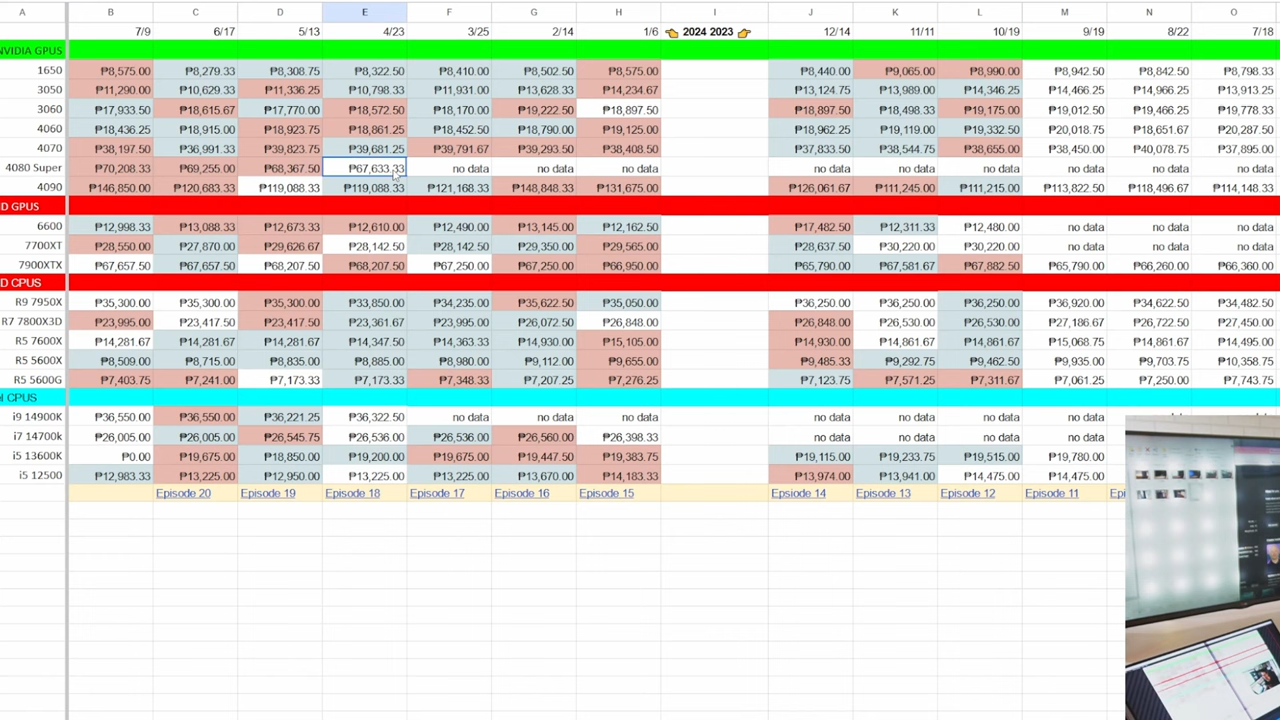 A B C D E F G H I J K L M N O
7/9 6/17 5/13 4/23 3/25 2/14 1/6 👈 2024 2023 👉 12/14 11/11 10/19 9/19 8/22 7/18
NVIDIA GPUS
1650 ₱8,575.00 ₱8,279.33 ₱8,308.75 ₱8,322.50 ₱8,410.00 ₱8,502.50 ₱8,575.00 ₱8,440.00 ₱9,065.00 ₱8,990.00 ₱8,942.50 ₱8,842.50 ₱8,798.33
3050 ₱11,290.00 ₱10,629.33 ₱11,336.25 ₱10,798.33 ₱11,931.00 ₱13,628.33 ₱14,234.67 ₱13,124.75 ₱13,989.00 ₱14,346.25 ₱14,466.25 ₱14,966.25 ₱13,913.25
3060 ₱17,933.50 ₱18,615.67 ₱17,770.00 ₱18,572.50 ₱18,170.00 ₱19,222.50 ₱18,897.50 ₱18,897.50 ₱18,498.33 ₱19,175.00 ₱19,012.50 ₱19,466.25 ₱19,778.33
4060 ₱18,436.25 ₱18,915.00 ₱18,923.75 ₱18,861.25 ₱18,452.50 ₱18,790.00 ₱19,125.00 ₱18,962.25 ₱19,119.00 ₱19,332.50 ₱20,018.75 ₱18,651.67 ₱20,287.50
4070 ₱38,197.50 ₱36,991.33 ₱39,823.75 ₱39,681.25 ₱39,791.67 ₱39,293.50 ₱38,408.50 ₱37,833.50 ₱38,544.75 ₱38,655.00 ₱38,450.00 ₱40,078.75 ₱37,895.00
4080 Super ₱70,208.33 ₱69,255.00 ₱68,367.50 ₱67,633.33 no data no data no data no data no data no data no data no data no data
4090 ₱146,850.00 ₱120,683.33 ₱119,088.33 ₱119,088.33 ₱121,168.33 ₱148,848.33 ₱131,675.00 ₱126,061.67 ₱111,245.00 ₱111,215.00 ₱113,822.50 ₱118,496.67 ₱114,148.33
D GPUS
6600 ₱12,998.33 ₱13,088.33 ₱12,673.33 ₱12,610.00 ₱12,490.00 ₱13,145.00 ₱12,162.50 ₱17,482.50 ₱12,311.33 ₱12,480.00 no data no data no data
7700XT ₱28,550.00 ₱27,870.00 ₱29,626.67 ₱28,142.50 ₱28,142.50 ₱29,350.00 ₱29,565.00 ₱28,637.50 ₱30,220.00 ₱30,220.00 no data no data no data
7900XTX ₱67,657.50 ₱67,657.50 ₱68,207.50 ₱68,207.50 ₱67,250.00 ₱67,250.00 ₱66,950.00 ₱65,790.00 ₱67,581.67 ₱67,882.50 ₱65,790.00 ₱66,260.00 ₱66,360.00
D CPUS
R9 7950X ₱35,300.00 ₱35,300.00 ₱35,300.00 ₱33,850.00 ₱34,235.00 ₱35,622.50 ₱35,050.00 ₱36,250.00 ₱36,250.00 ₱36,250.00 ₱36,920.00 ₱34,622.50 ₱34,482.50
R7 7800X3D ₱23,995.00 ₱23,417.50 ₱23,417.50 ₱23,361.67 ₱23,995.00 ₱26,072.50 ₱26,848.00 ₱26,848.00 ₱26,530.00 ₱26,530.00 ₱27,186.67 ₱26,722.50 ₱27,450.00
R5 7600X ₱14,281.67 ₱14,281.67 ₱14,281.67 ₱14,347.50 ₱14,363.33 ₱14,930.00 ₱15,105.00 ₱14,930.00 ₱14,861.67 ₱14,861.67 ₱15,068.75 ₱14,861.67 ₱14,495.00
R5 5600X ₱8,509.00 ₱8,715.00 ₱8,835.00 ₱8,885.00 ₱8,980.00 ₱9,112.00 ₱9,655.00 ₱9,485.33 ₱9,292.75 ₱9,462.50 ₱9,935.00 ₱9,703.75 ₱10,358.75
R5 5600G ₱7,403.75 ₱7,241.00 ₱7,173.33 ₱7,173.33 ₱7,348.33 ₱7,207.25 ₱7,276.25 ₱7,123.75 ₱7,571.25 ₱7,311.67 ₱7,061.25 ₱7,250.00 ₱7,743.75
l CPUS
i9 14900K ₱36,550.00 ₱36,550.00 ₱36,221.25 ₱36,322.50 no data no data no data no data no data no data no data
i7 14700k ₱26,005.00 ₱26,005.00 ₱26,545.75 ₱26,536.00 ₱26,536.00 ₱26,560.00 ₱26,398.33 no data no data no data no data
i5 13600K ₱0.00 ₱19,675.00 ₱18,850.00 ₱19,200.00 ₱19,675.00 ₱19,447.50 ₱19,383.75 ₱19,115.00 ₱19,233.75 ₱19,515.00 ₱19,780.00
i5 12500 ₱12,983.33 ₱13,225.00 ₱12,950.00 ₱13,225.00 ₱13,225.00 ₱13,670.00 ₱14,183.33 ₱13,974.00 ₱13,941.00 ₱14,475.00 ₱14,475.00
Episode 20 Episode 19 Episode 18 Episode 17 Episode 16 Episode 15 Epsiode 14 Episode 13 Episode 12 Episode 11 Epi